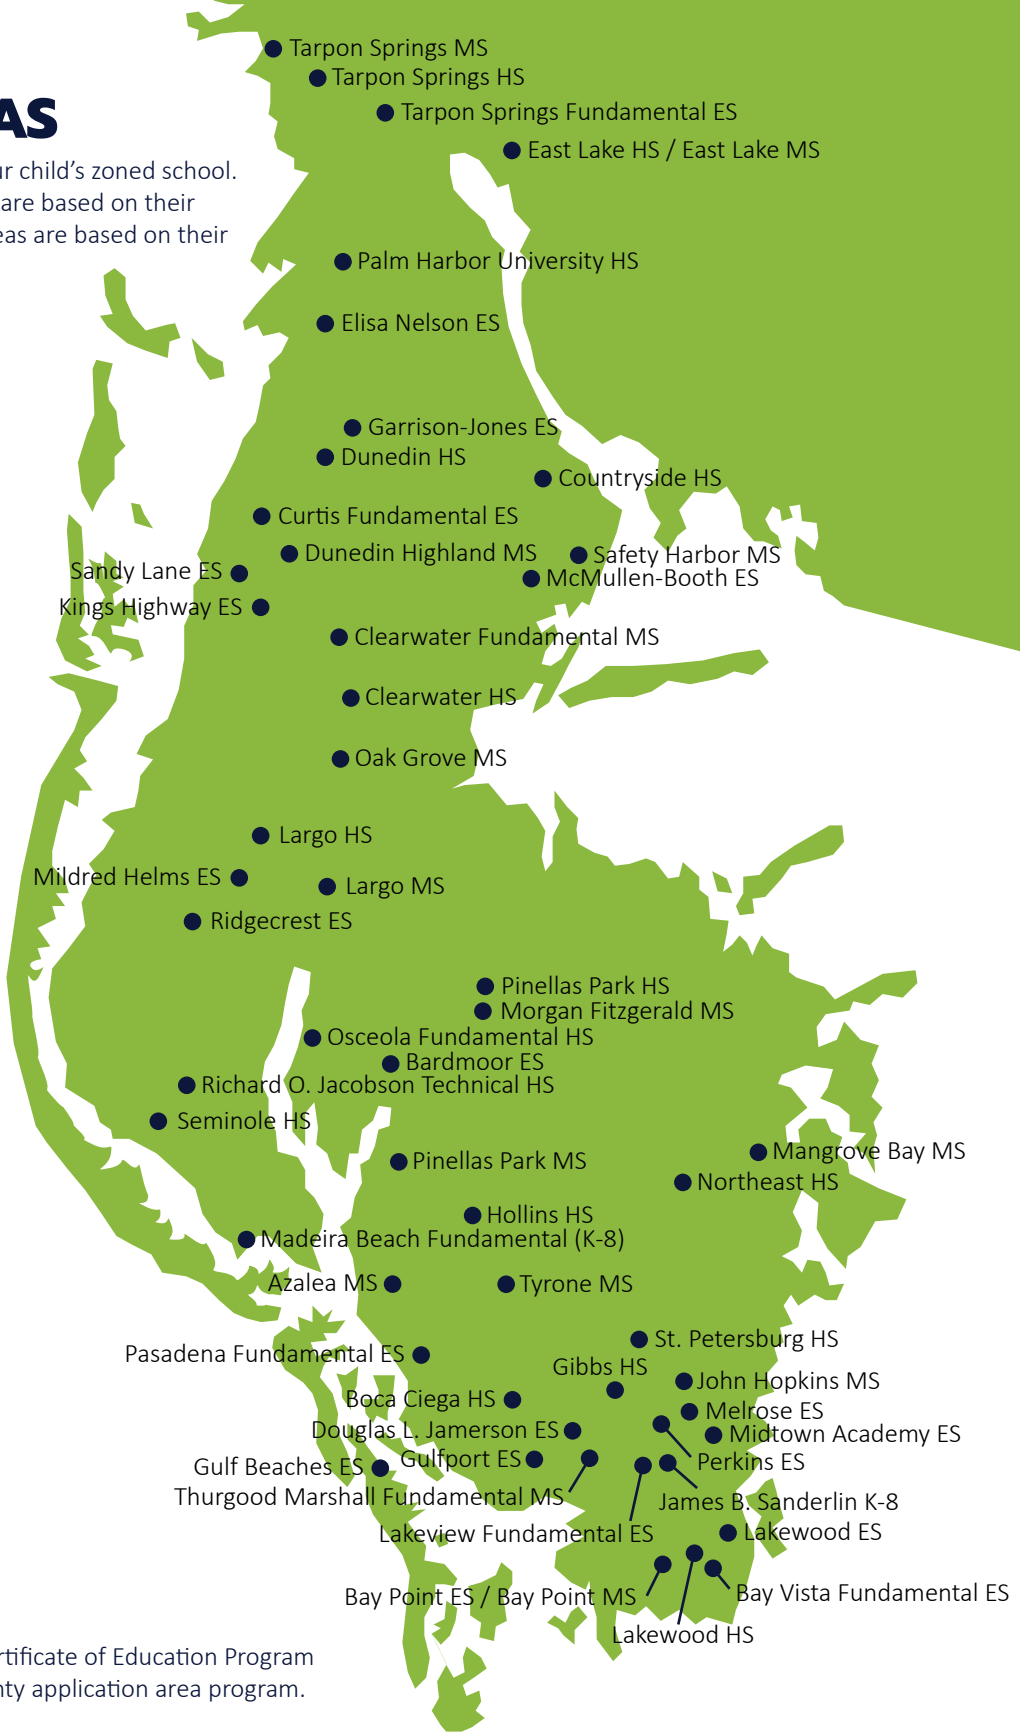 Tarpon Springs MS
Tarpon Springs HS
AS
Tarpon Springs Fundamental ES
East Lake HS / East Lake MS
child's zoned school.
are based on their
are based on their
Palm Harbor University HS
Elisa Nelson ES
Garrison-Jones ES
Dunedin HS
Countryside HS
Curtis Fundamental ES
Dunedin Highland MS
Safety Harbor MS
Sandy Lane ES
McMullen-Booth ES
Kings Highway ES
Clearwater Fundamental MS
Clearwater HS
Oak Grove MS
Largo HS
Mildred Helms ES
Largo MS
Ridgecrest ES
Pinellas Park HS
Morgan Fitzgerald MS
Osceola Fundamental HS
Bardmoor ES
Richard O. Jacobson Technical HS
Seminole HS
Mangrove Bay MS
Pinellas Park MS
Northeast HS
Hollins HS
Madeira Beach Fundamental (K-8)
Azalea MS
Tyrone MS
St. Petersburg HS
Pasadena Fundamental ES
Gibbs HS
John Hopkins MS
Boca Ciega HS
Melrose ES
Douglas L. Jamerson ES
Midtown Academy ES
Gulfport ES
Perkins ES
Gulf Beaches ES
Thurgood Marshall Fundamental MS
James B. Sanderlin K-8
Lakeview Fundamental ES
Lakewood ES
Bay Point ES / Bay Point MS
Bay Vista Fundamental ES
Lakewood HS
rtificate of Education Program
nty application area program.